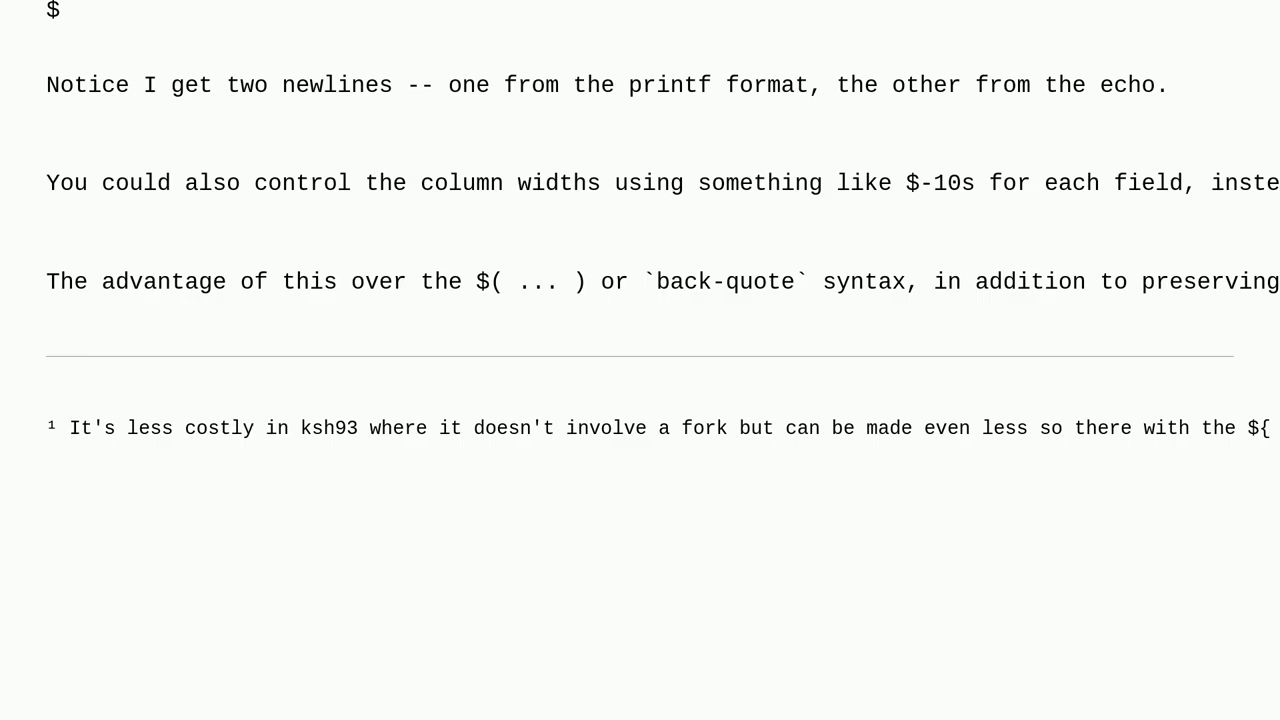 $
Notice I get two newlines -- one from the printf format, the other from the echo.
You could also control the column widths using something like $-10s for each field, inste
The advantage of this over the $( ... ) or `back-quote` syntax, in addition to preserving
¹ It's less costly in ksh93 where it doesn't involve a fork but can be made even less so there with the ${